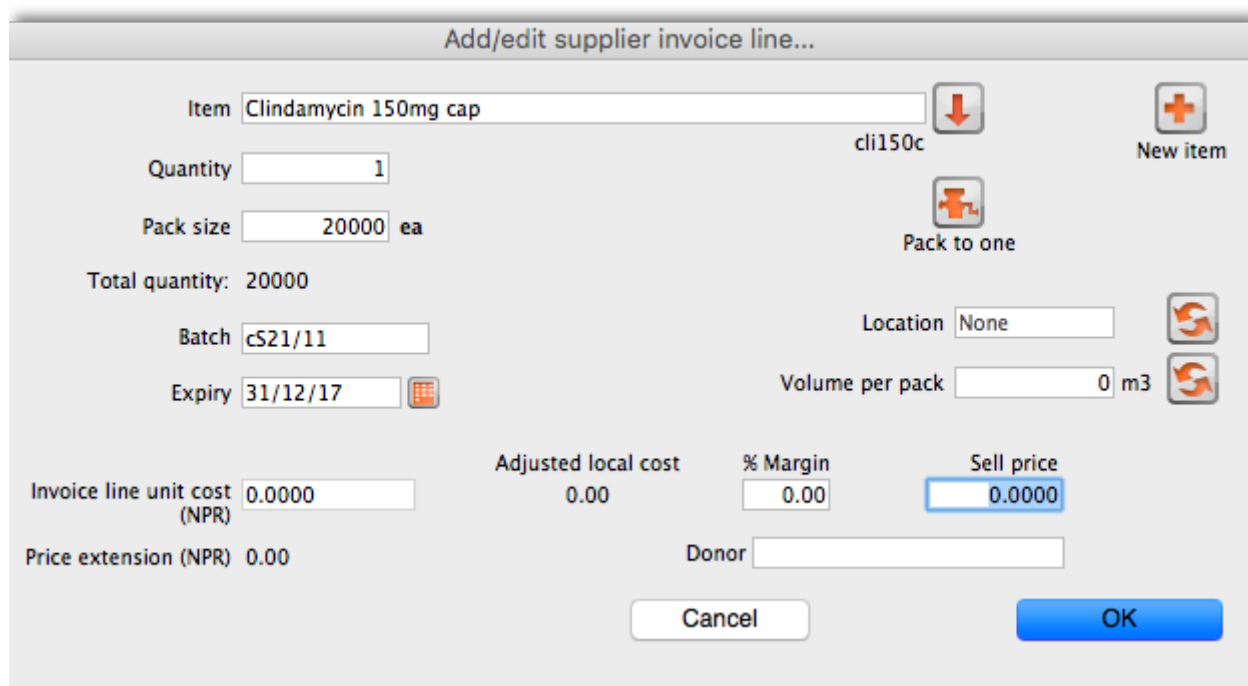 Add/edit supplier invoice line...
Item Clindamycin 150mg cap
cli150c
New item
Quantity 1
Pack size 20000 ea
Pack to one
Total quantity: 20000
Batch cS21/11
Location None
Expiry 31/12/17
Volume per pack 0 m3
Adjusted local cost % Margin Sell price
Invoice line unit cost 0.0000 0.00 0.00 0.0000
(NPR)
Price extension (NPR) 0.00
Donor
Cancel OK